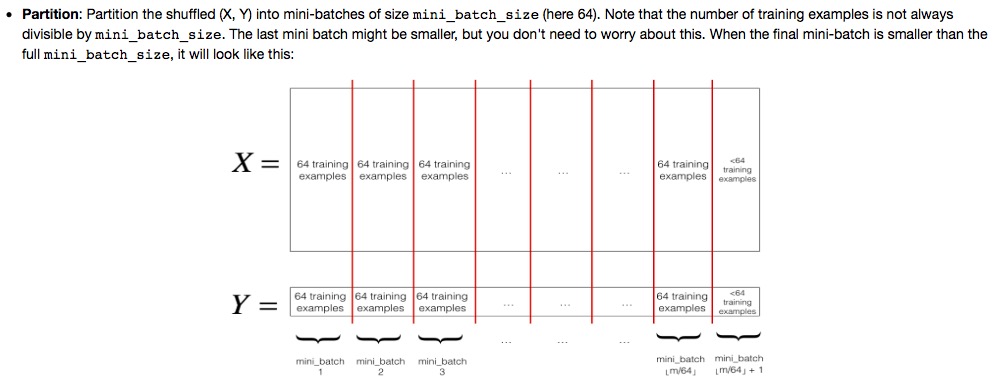 • Partition: Partition the shuffled (X, Y) into mini-batches of size mini_batch_size (here 64). Note that the number of training examples is not always
divisible by mini_batch_size. The last mini batch might be smaller, but you don't need to worry about this. When the final mini-batch is smaller than the
full mini_batch_size, it will look like this:
X = 64 training 64 training 64 training 64 training <64
examples examples examples ... ... ... examples training
examples
Y = 64 training 64 training 64 training 64 training <64
examples examples examples ... ... ... examples training
examples
... ... ...
mini_batch mini_batch mini_batch mini_batch mini_batch
1 2 3 ⌊m/64⌋ ⌊m/64⌋ + 1